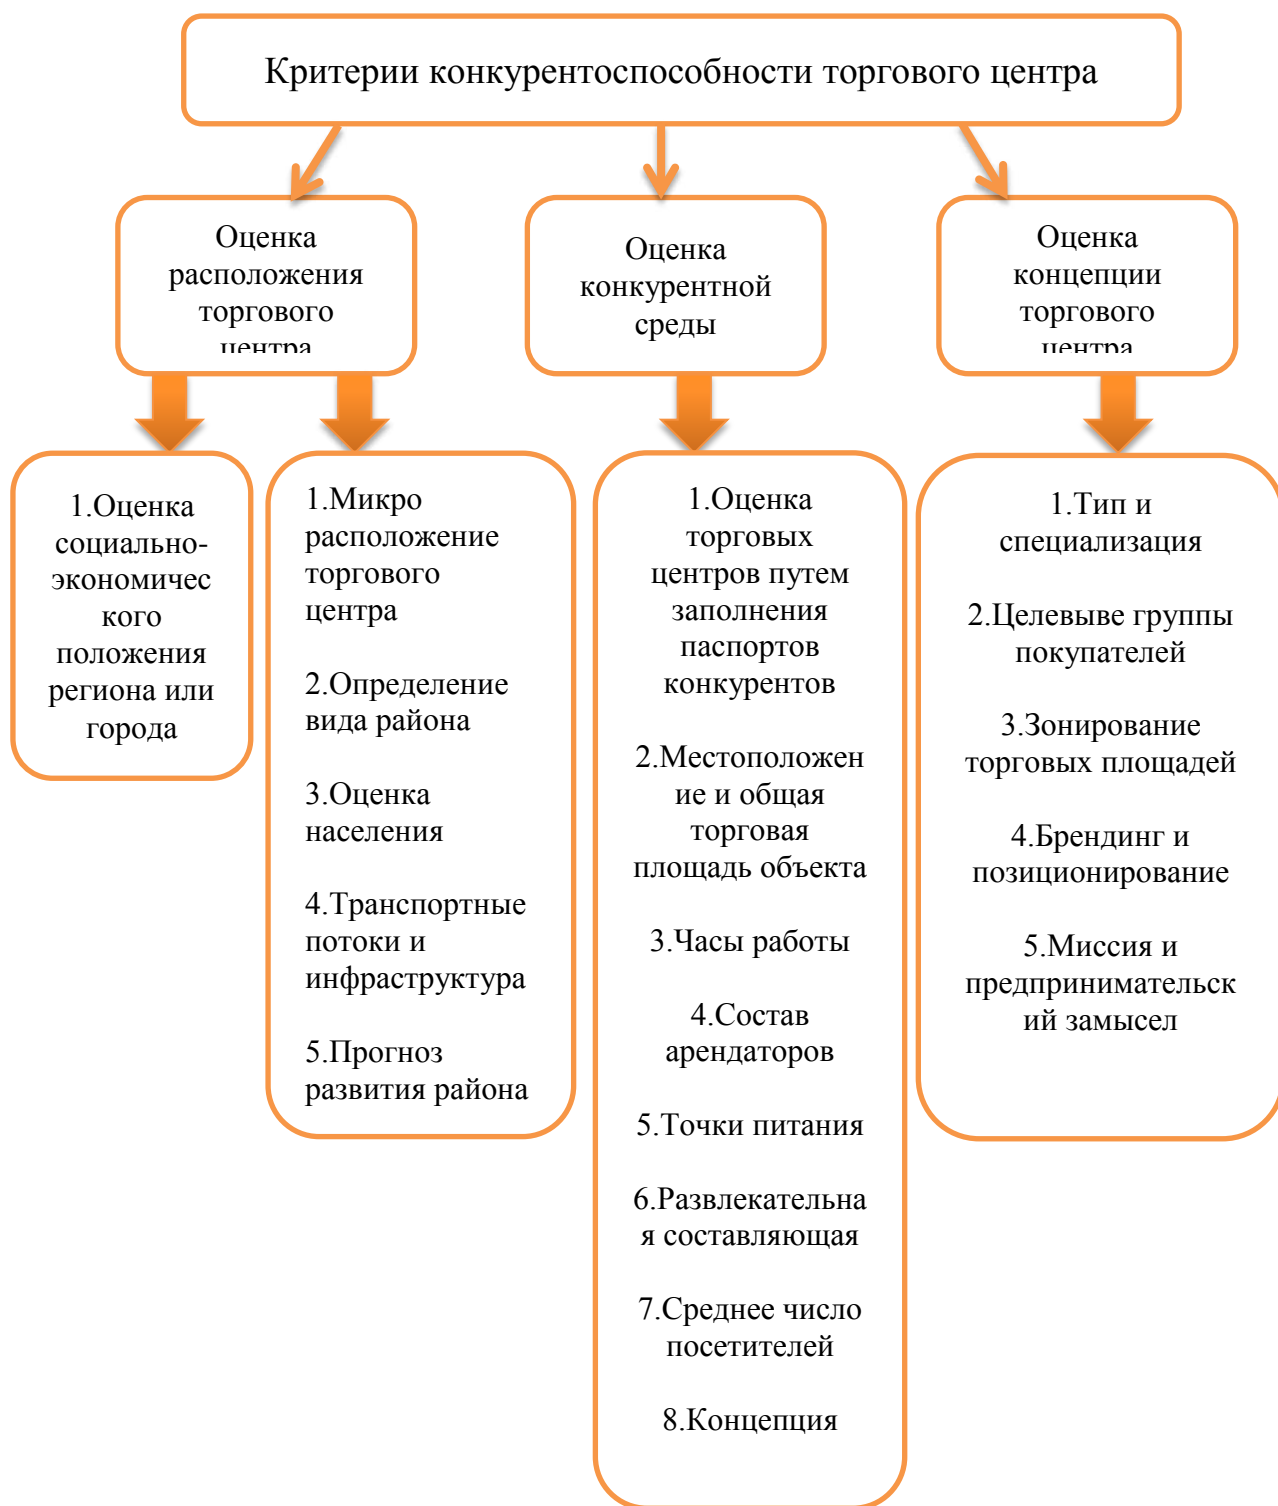 Критерии конкурентоспособности торгового центра
Оценка
расположения
торгового
центра
Оценка
конкурентной
среды
Оценка
концепции
торгового
центра
1.Оценка
социально-
экономичес
кого
положения
региона или
города
1.Микро
расположение
торгового
центра
2.Определение
вида района
3.Оценка
населения
4.Транспортные
потоки и
инфраструктура
5.Прогноз
развития района
1.Оценка
торговых
центров путем
заполнения
паспортов
конкурентов
2.Местоположен
ие и общая
торговая
площадь объекта
3.Часы работы
4.Состав
арендаторов
5.Точки питания
6.Развлекательна
я составляющая
7.Среднее число
посетителей
8.Концепция
1.Тип и
специализация
2.Целевыве группы
покупателей
3.Зонирование
торговых площадей
4.Брендинг и
позиционирование
5.Миссия и
предпринимательск
ий замысел